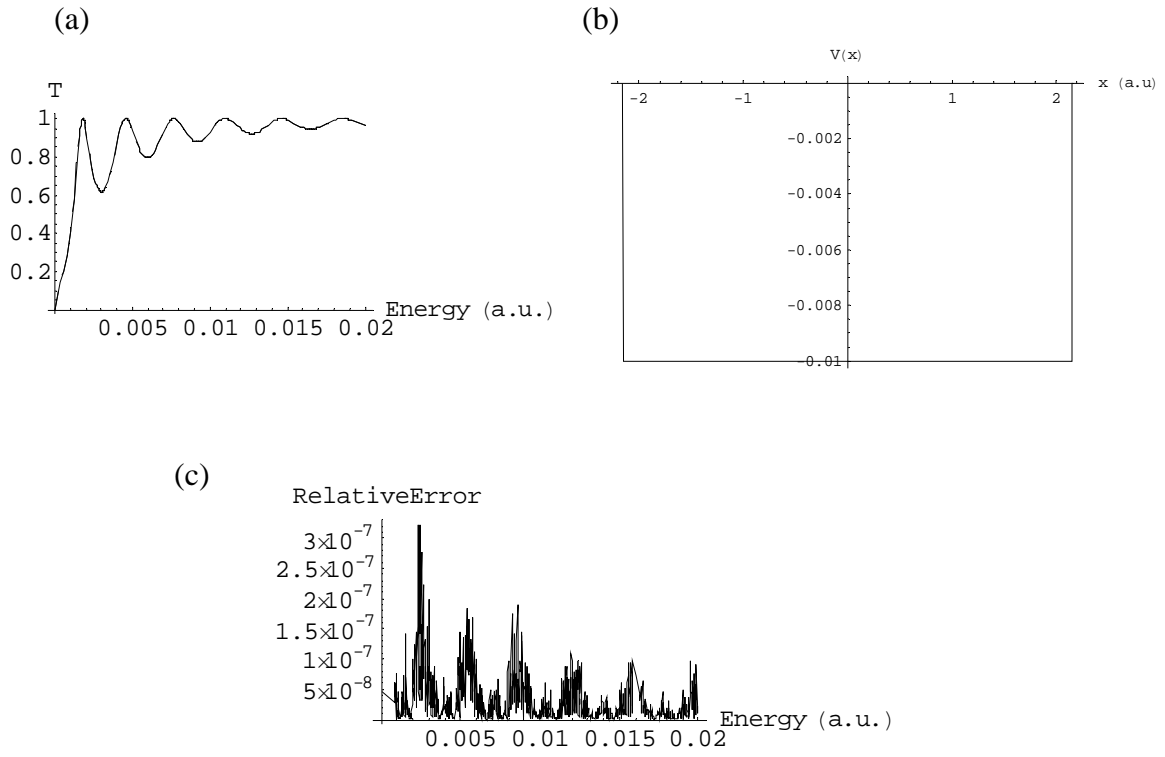 (a)
T
1
0.8
0.6
0.4
0.2
0.005 0.01 0.015 0.02
Energy (a.u.)
(b)
V(x)
x (a.u)
-2 -1 1 2
-0.002
-0.004
-0.006
-0.008
-0.01
(c)
RelativeError
3×10⁻⁷
2.5×10⁻⁷
2×10⁻⁷
1.5×10⁻⁷
1×10⁻⁷
5×10⁻⁸
0.005 0.01 0.015 0.02
Energy (a.u.)